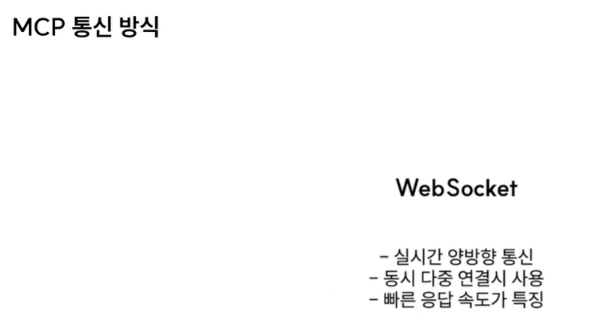 MCP 통신 방식
WebSocket
– 실시간 양방향 통신
– 동시 다중 연결시 사용
– 빠른 응답 속도가 특징